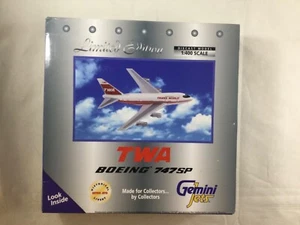 Limited Edition
DIECAST MODEL
1:400 SCALE
TWA
BOEING 747SP
Look
Inside
Made for Collectors...
by Collectors
Gemini
Jets